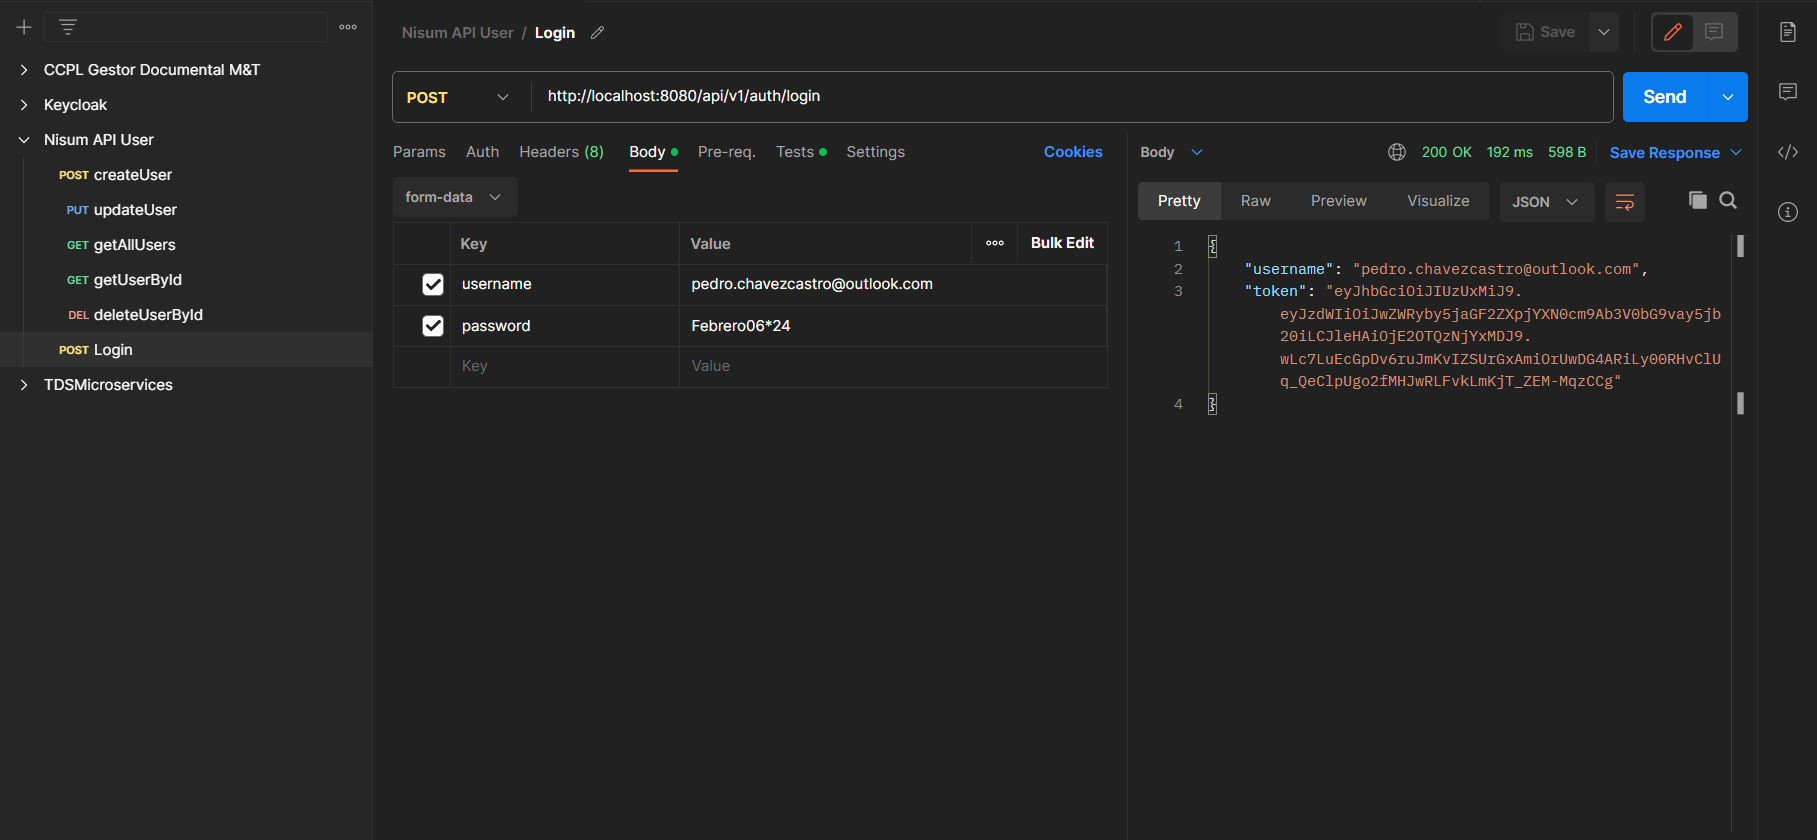 CCPL Gestor Documental M&T
Keycloak
Nisum API User
POST createUser
PUT updateUser
GET getAllUsers
GET getUserById
DEL deleteUserById
POST Login
TDSMicroservices
Nisum API User / Login
Save
POST http://localhost:8080/api/v1/auth/login
Send
Params Auth Headers (8) Body Pre-req. Tests Settings Cookies
form-data
Key Value Bulk Edit
username pedro.chavezcastro@outlook.com
password Febrero06*24
Key Value
Body 200 OK 192 ms 598 B Save Response
Pretty Raw Preview Visualize JSON
1 {
2 "username": "pedro.chavezcastro@outlook.com",
3 "token": "eyJhbGciOiJIUzUxMiJ9.
eyJzdWIiOiJwZWRyby5jaGF2ZXpjYXN0cm9Ab3V0bG9vay5jb
20iLCJleHAiOjE2OTQzNjYxMDJ9.
wLc7LuEcGpDv6ruJmKvIZSUrGxAmiOrUwDG4ARiLy00RHvClU
q_QeClpUgo2fMHJwRLFvkLmKjT_ZEM-MqzCCg"
4 }